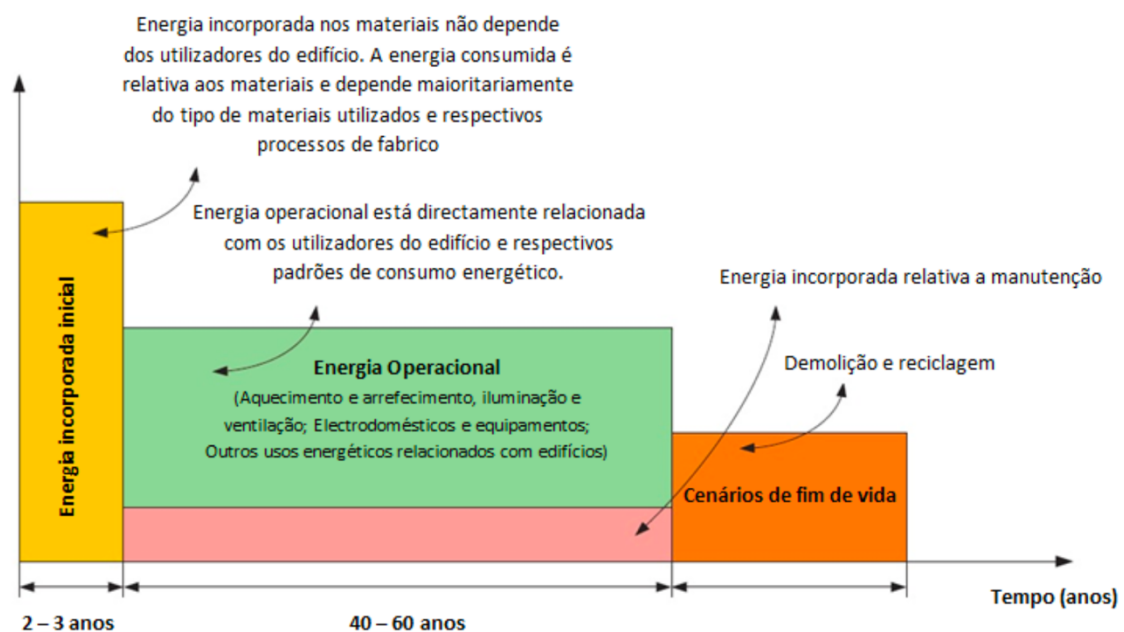 Energia incorporada nos materiais não depende
dos utilizadores do edifício. A energia consumida é
relativa aos materiais e depende maioritariamente
do tipo de materiais utilizados e respectivos
processos de fabrico
Energia operacional está directamente relacionada
com os utilizadores do edifício e respectivos
padrões de consumo energético.
Energia incorporada relativa a manutenção
Demolição e reciclagem
Energia incorporada inicial
Energia Operacional
(Aquecimento e arrefecimento, iluminação e
ventilação; Electrodomésticos e equipamentos;
Outros usos energéticos relacionados com edifícios)
Cenários de fim de vida
Tempo (anos)
2 – 3 anos
40 – 60 anos